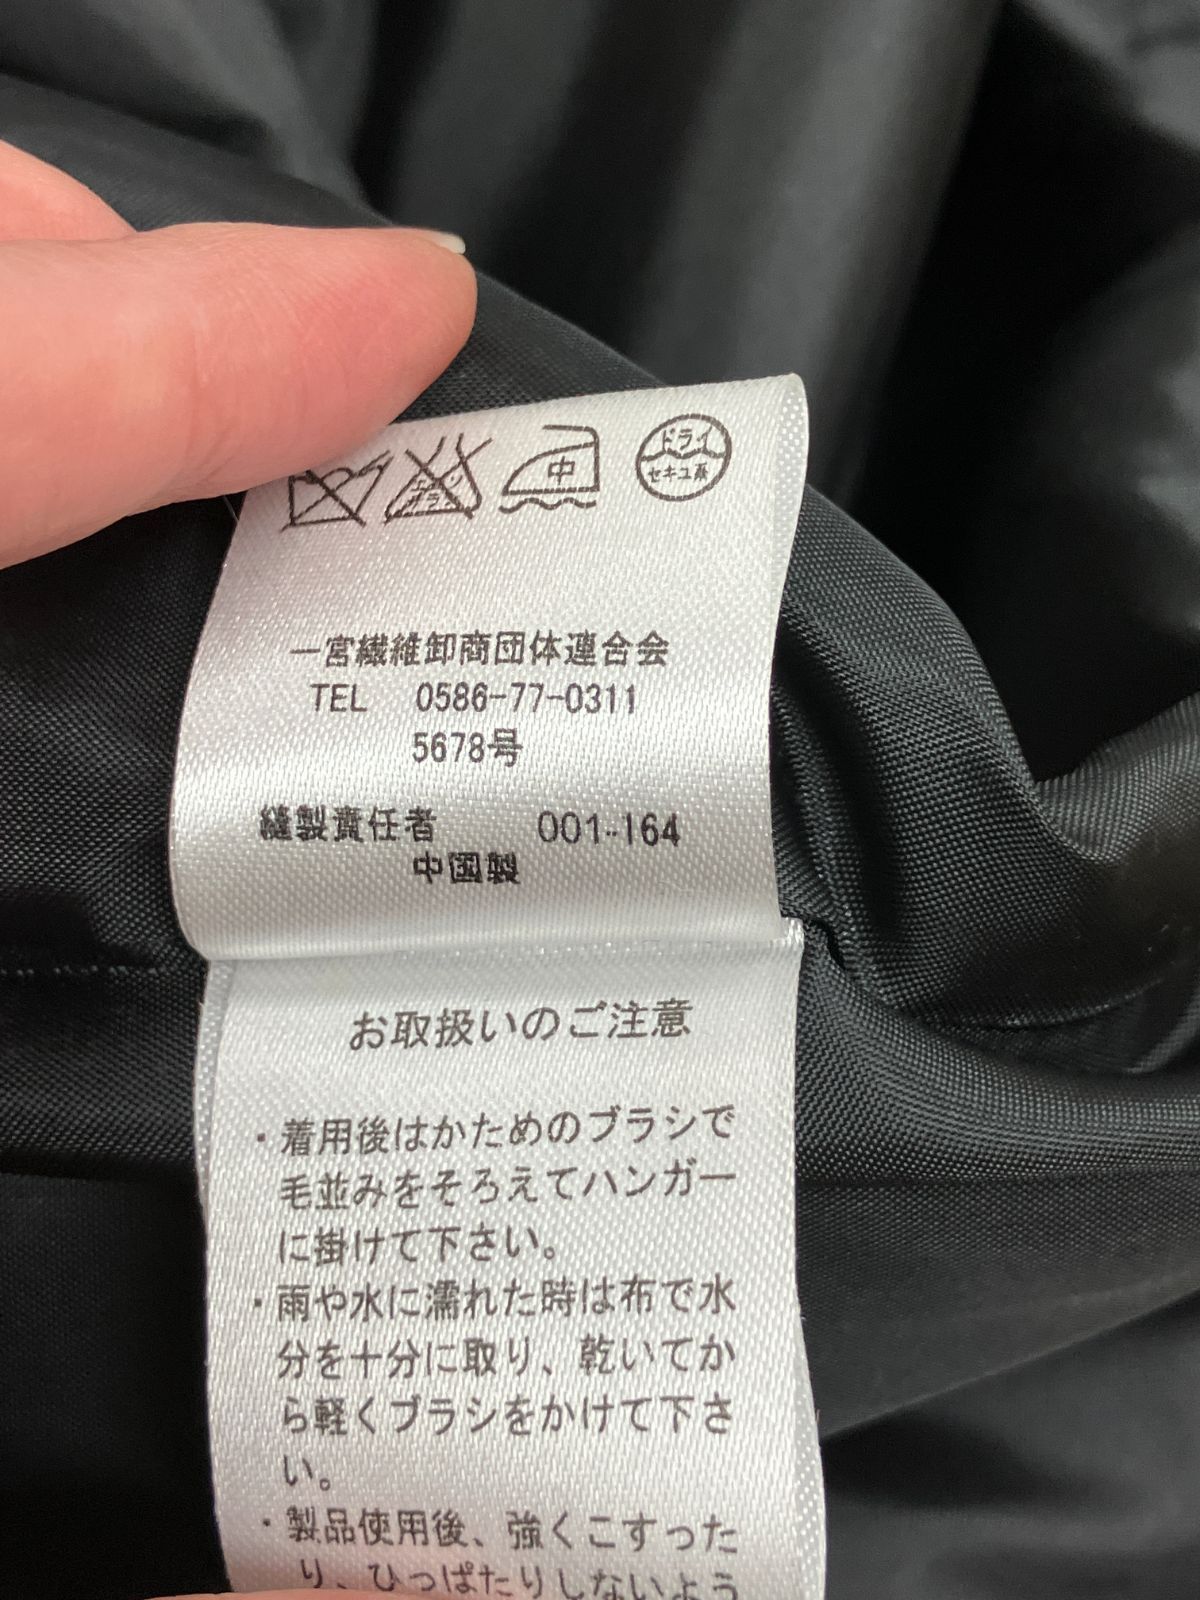 中
ドライ
セキユ系
一宮繊維卸商団体連合会
TEL 0586-77-0311
5678号
縫製責任者 001-164
中国製
お取扱いのご注意
・着用後はかためのブラシで
毛並みをそろえてハンガー
に掛けて下さい。
・雨や水に濡れた時は布で水
分を十分に取り、乾いてか
ら軽くブラシをかけて下さ
い。
・製品使用後、強くこすった
り、ひっぱたりしないよう